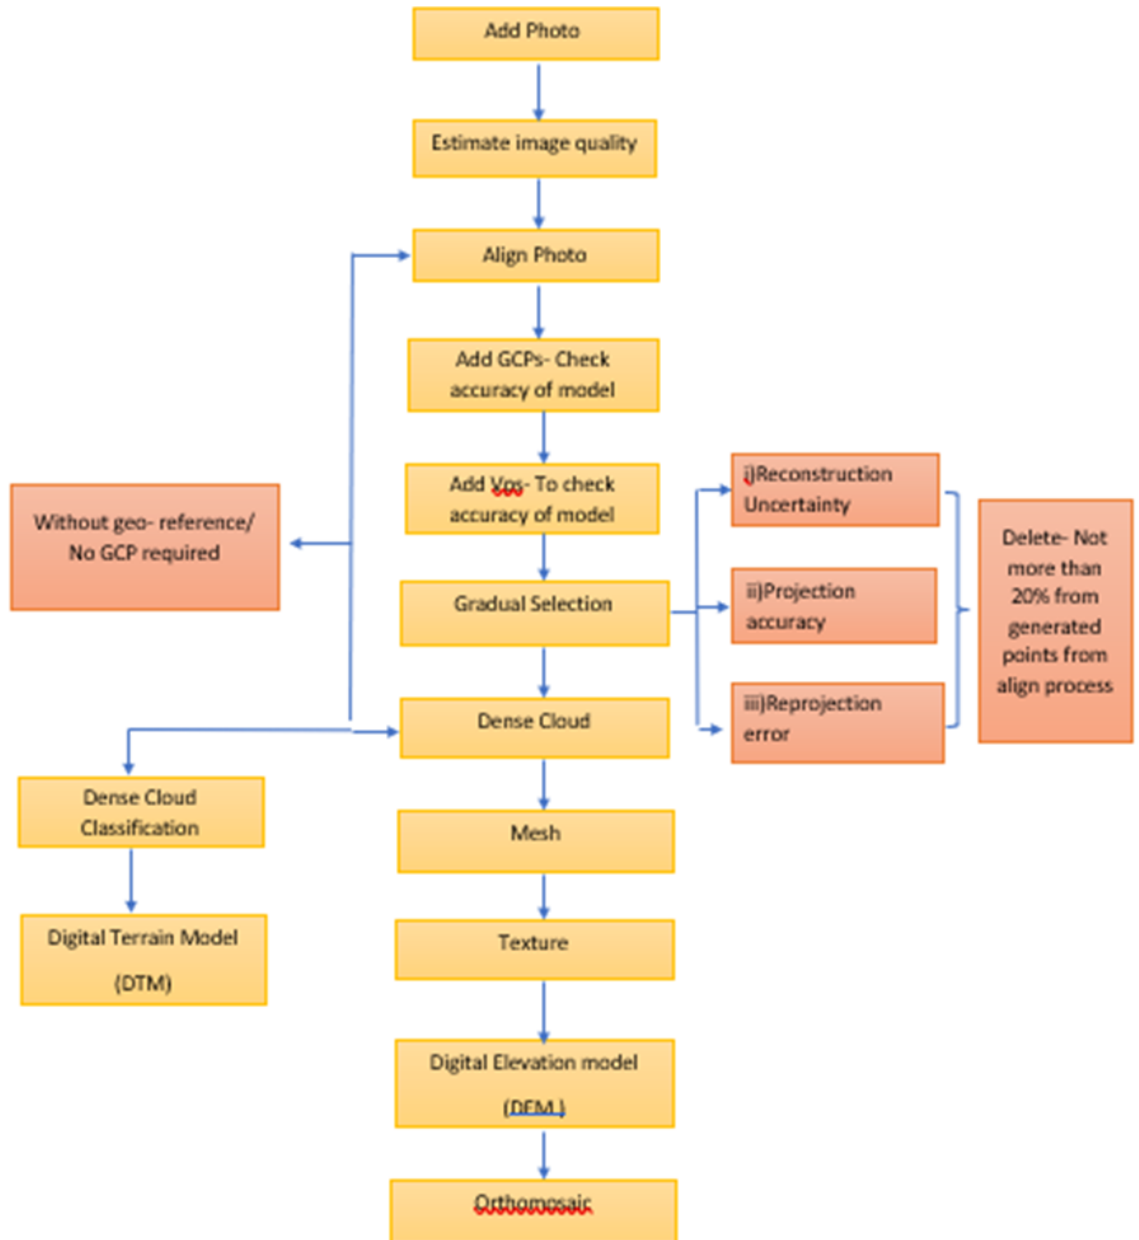 Add Photo
Estimate image quality
Align Photo
Add GCPs- Check
accuracy of model
Add Vps- To check
accuracy of model
Without geo- reference/
No GCP required
Gradual Selection
i)Reconstruction
Uncertainty
ii)Projection
accuracy
iii)Reprojection
error
Delete- Not
more than
20% from
generated
points from
align process
Dense Cloud
Dense Cloud
Classification
Digital Terrain Model
(DTM)
Mesh
Texture
Digital Elevation model
(DEM )
Orthomosaic